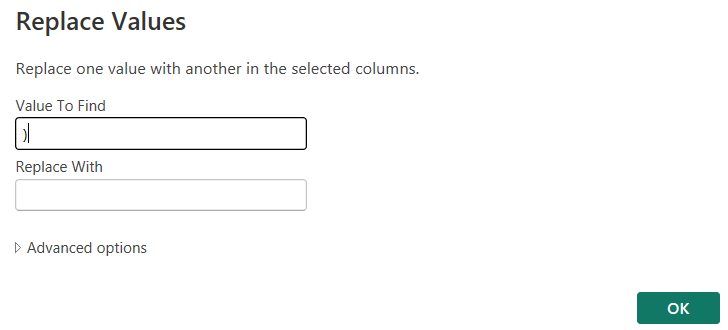 Replace Values
Replace one value with another in the selected columns.
Value To Find
)
Replace With
Advanced options
OK